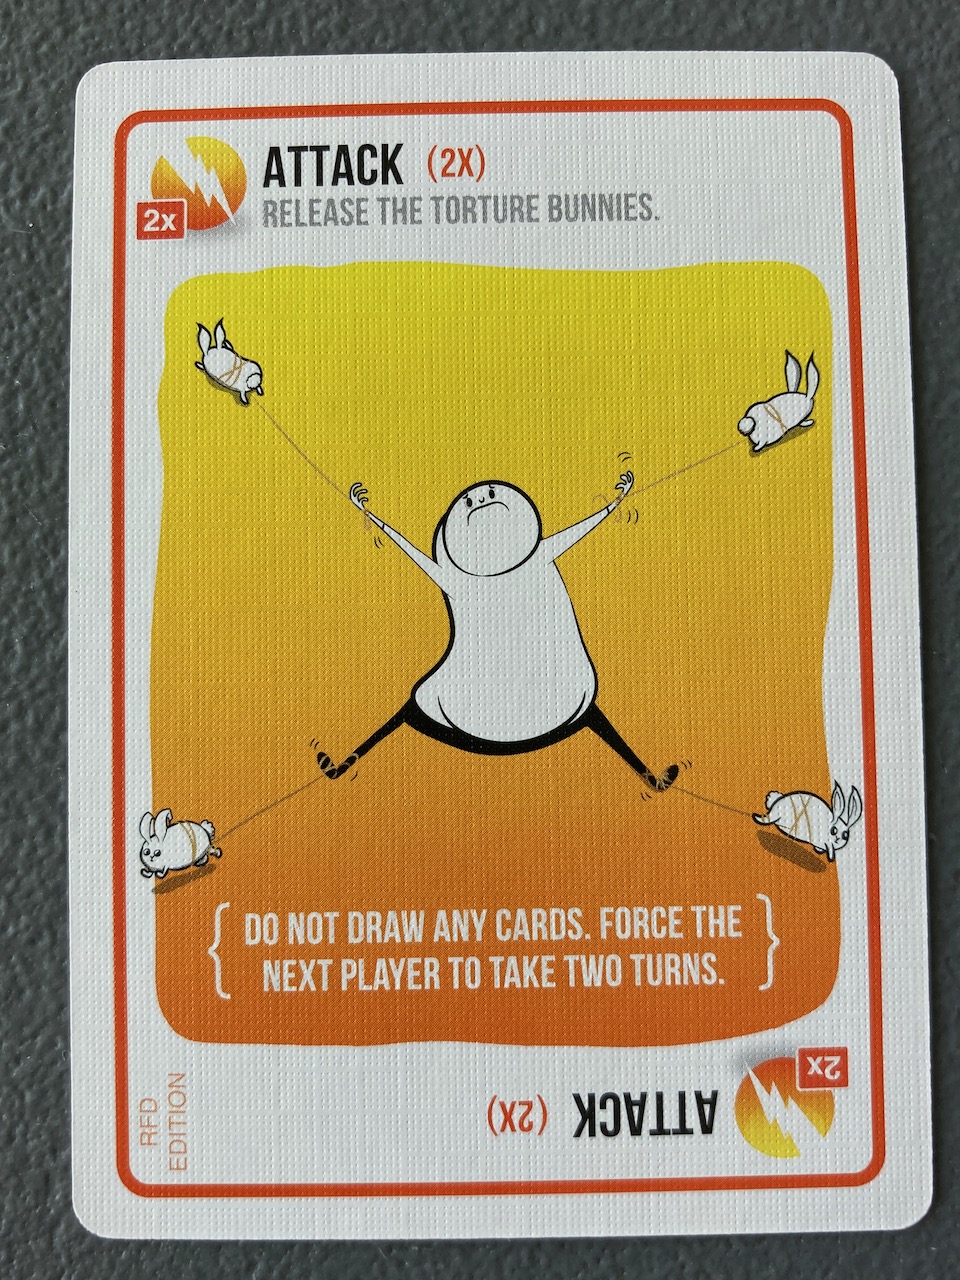 ATTACK (2X)
2x
RELEASE THE TORTURE BUNNIES.
{ DO NOT DRAW ANY CARDS. FORCE THE
NEXT PLAYER TO TAKE TWO TURNS. }
RFD
EDITION
2x
ATTACK (2X)